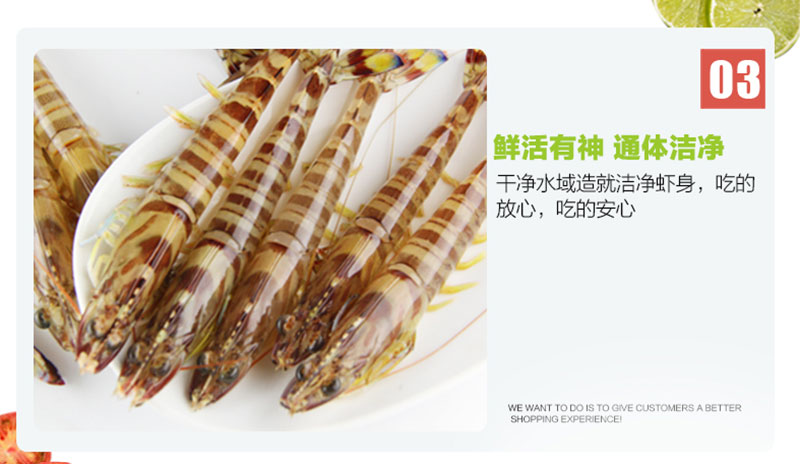 03
鲜活有神 通体洁净
干净水域造就洁净虾身，吃的
放心，吃的安心
WE WANT TO DO IS TO GIVE CUSTOMERS A BETTER
SHOPPING EXPERIENCE!